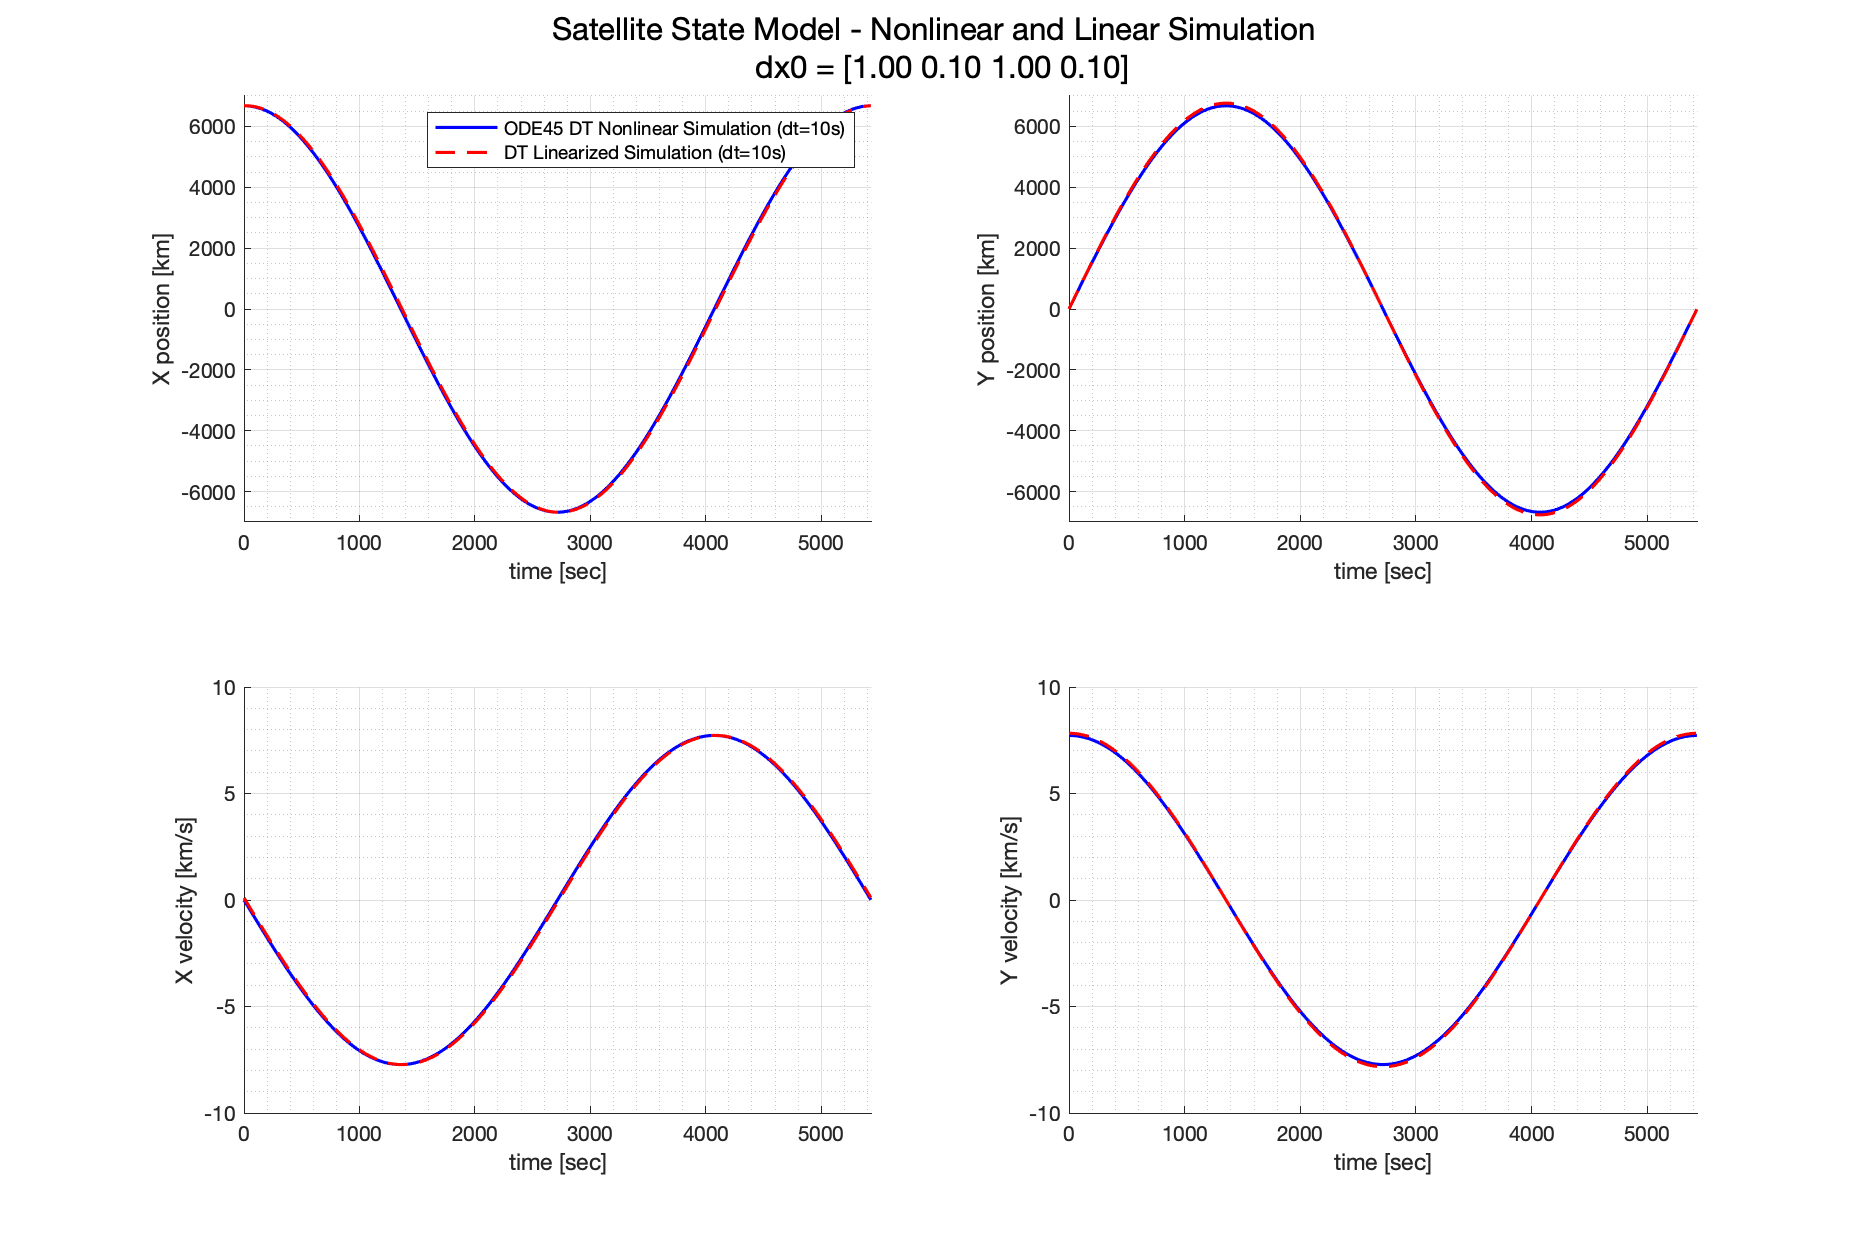 Satellite State Model - Nonlinear and Linear Simulation
dx0 = [1.00 0.10 1.00 0.10]
ODE45 DT Nonlinear Simulation (dt=10s)
DT Linearized Simulation (dt=10s)
X position [km]
6000
4000
2000
0
-2000
-4000
-6000
0 1000 2000 3000 4000 5000
time [sec]
Y position [km]
6000
4000
2000
0
-2000
-4000
-6000
0 1000 2000 3000 4000 5000
time [sec]
X velocity [km/s]
10
5
0
-5
-10
0 1000 2000 3000 4000 5000
time [sec]
Y velocity [km/s]
10
5
0
-5
-10
0 1000 2000 3000 4000 5000
time [sec]